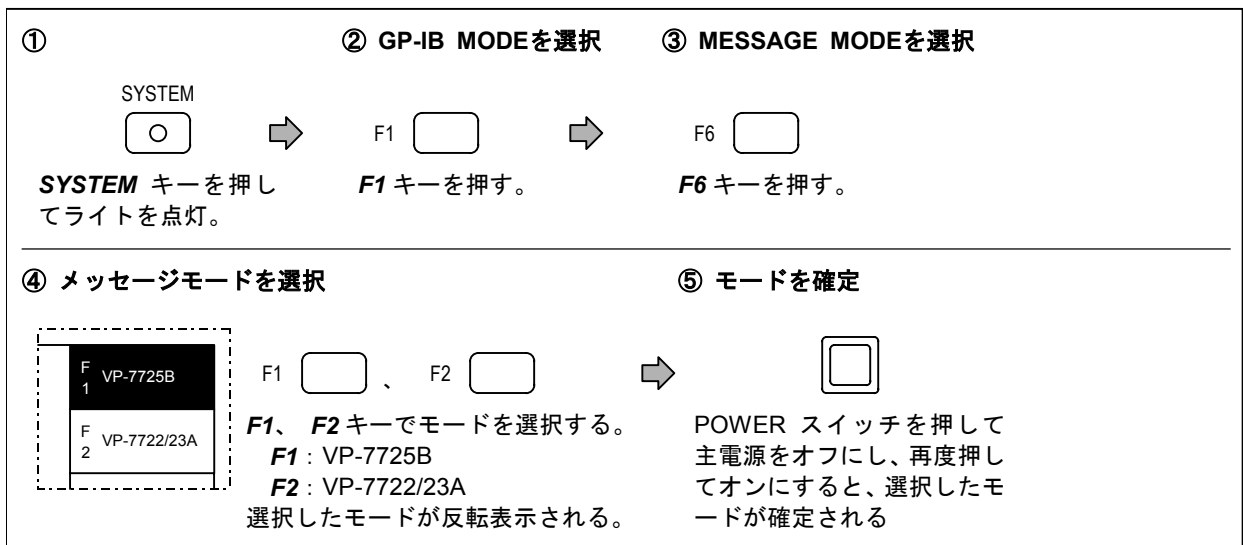 ①
② GP-IB MODEを選択
③ MESSAGE MODEを選択
SYSTEM
F1
F6
SYSTEM キーを押し
てライトを点灯。
F1 キーを押す。
F6 キーを押す。
④ メッセージモードを選択
⑤ モードを確定
F1 VP-7725B
F2 VP-7722/23A
F1 、 F2
F1、 F2 キーでモードを選択する。
F1：VP-7725B
F2：VP-7722/23A
選択したモードが反転表示される。
POWER スイッチを押して
主電源をオフにし、再度押し
てオンにすると、選択したモ
ードが確定される